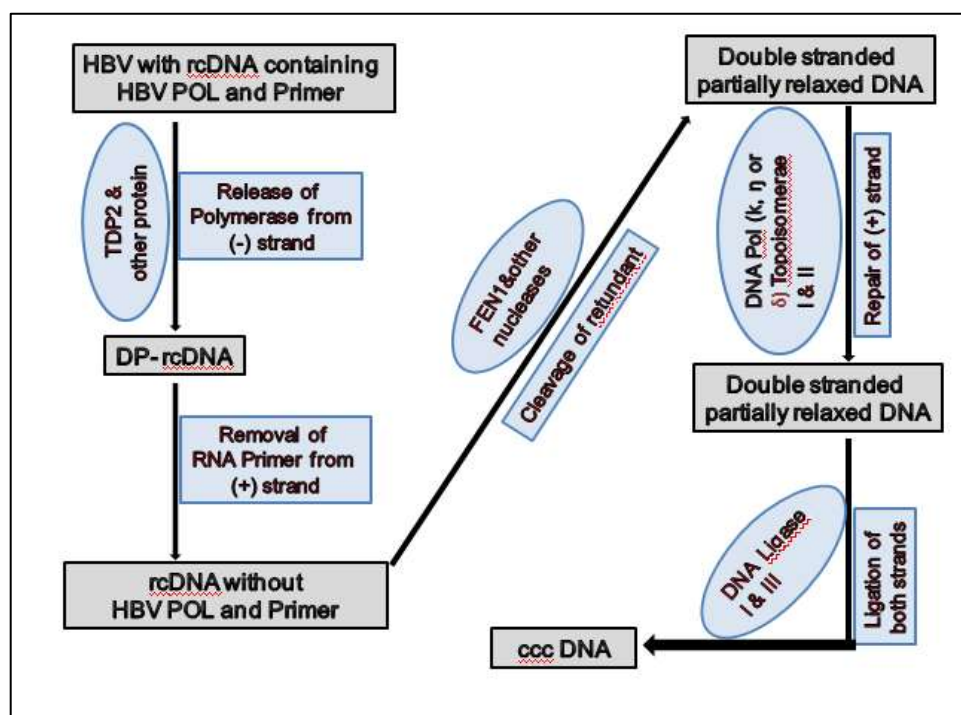 HBV with rcDNA containing
HBV POL and Primer
TDP2 &
other protein
Release of
Polymerase from
(-) strand
DP- rcDNA
Removal of
RNA Primer from
(+) strand
rcDNA without
HBV POL and Primer
FEN1&other
nucleases
Cleavage of retundant
Double stranded
partially relaxed DNA
DNA Pol (k, η or
δ) Topoisomerae
I & II
Repair of (+) strand
Double stranded
partially relaxed DNA
DNA Ligase
I & III
Ligation of
both strands
ccc DNA